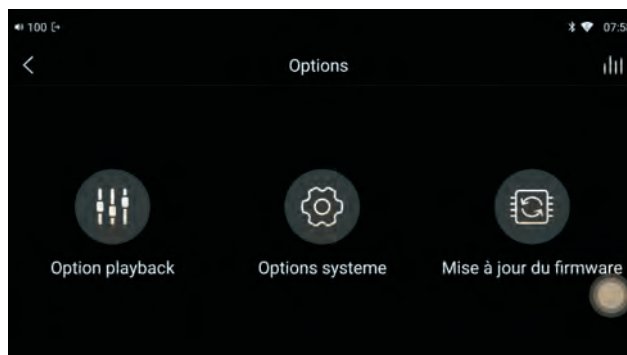 100
07:5
Options
Option playback
Options systeme
Mise à jour du firmware